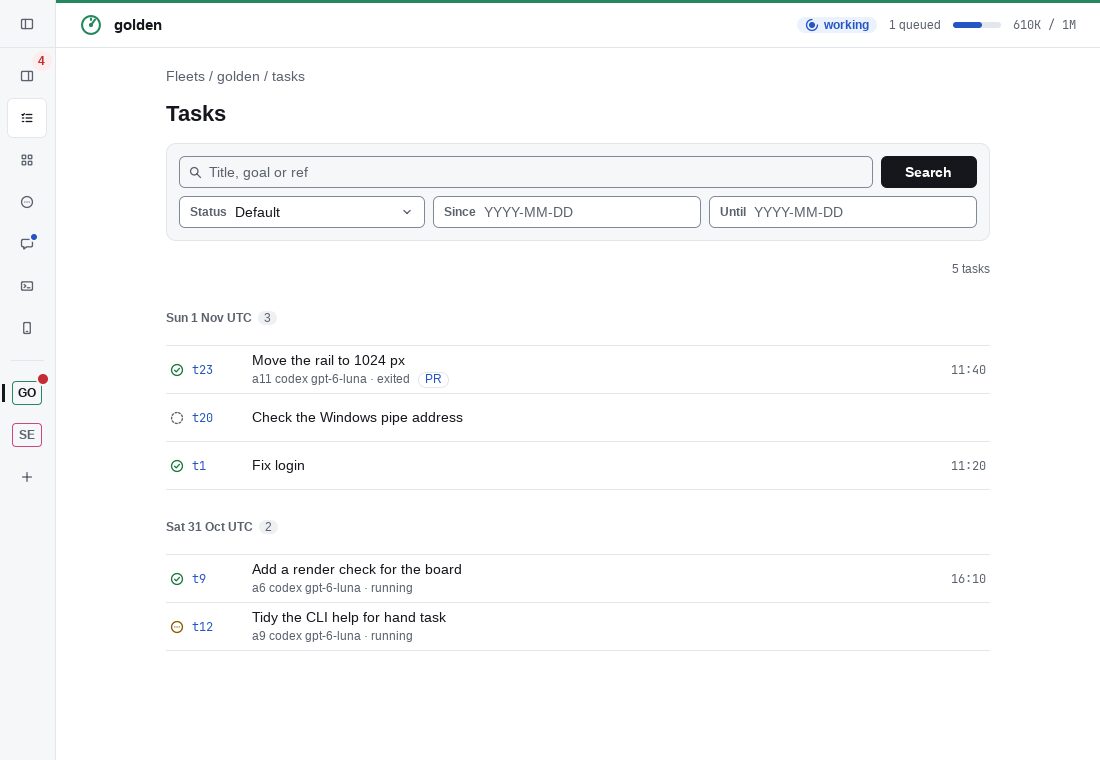 golden
working
1 queued
610K / 1M
4
GO
SE
Fleets / golden / tasks
Tasks
Title, goal or ref
Search
Status Default
Since YYYY-MM-DD
Until YYYY-MM-DD
5 tasks
Sun 1 Nov UTC 3
t23 Move the rail to 1024 px 11:40
a11 codex gpt-6-luna · exited PR
t20 Check the Windows pipe address
t1 Fix login 11:20
Sat 31 Oct UTC 2
t9 Add a render check for the board 16:10
a6 codex gpt-6-luna · running
t12 Tidy the CLI help for hand task
a9 codex gpt-6-luna · running